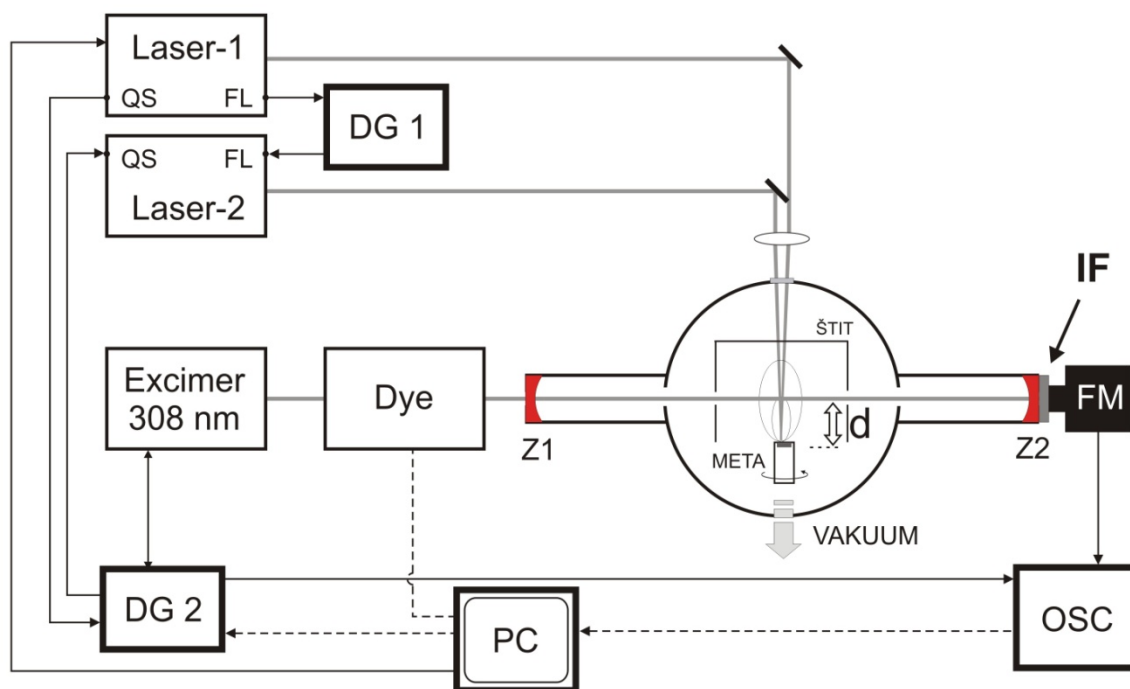 Laser-1
QS FL
DG 1
QS FL
Laser-2
IF
ŠTIT
Excimer
308 nm
Dye
FM
d
Z1
META
Z2
VAKUUM
DG 2
PC
OSC